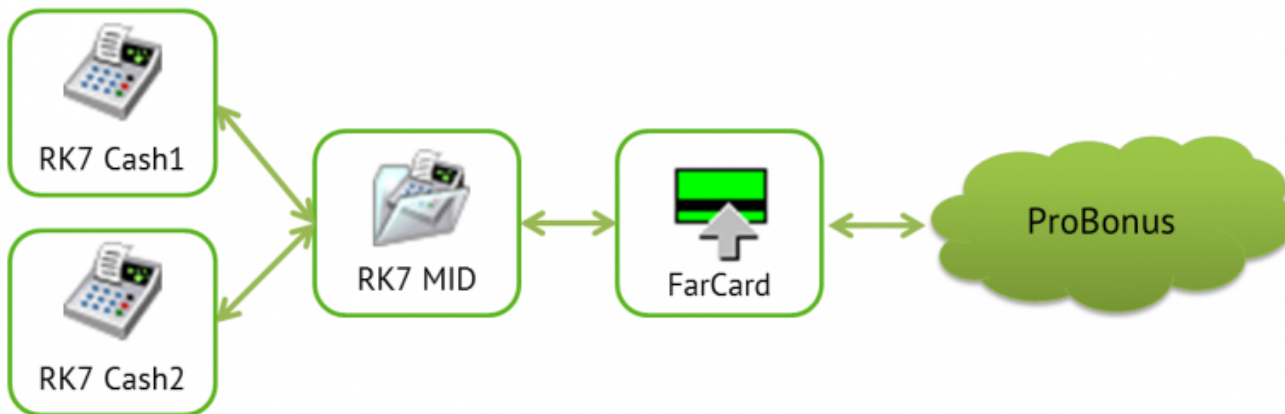 RK7 Cash1
RK7 Cash2
RK7 MID
FarCard
ProBonus